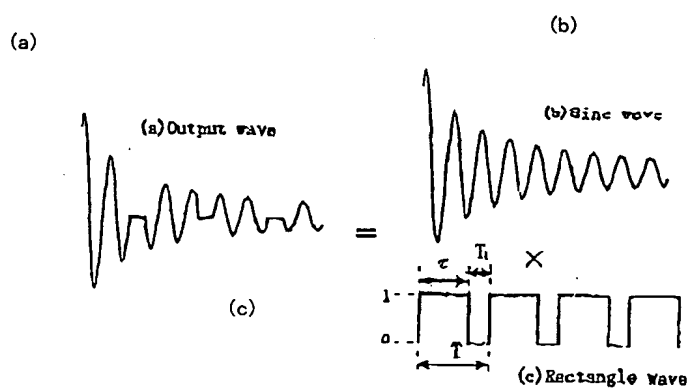 (a)
(b)
(a)Output wave
(b)Sine wave
=
×
τ
T₁
1
0
T
(c)
(c)Rectangle wave